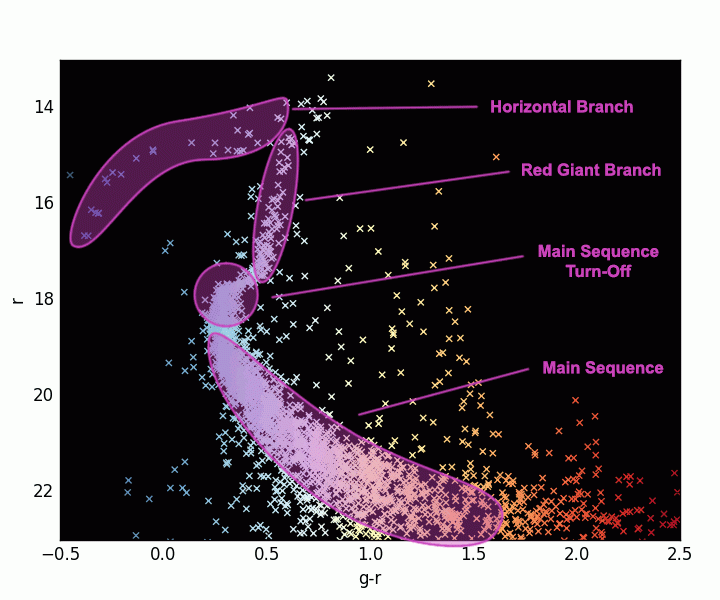 14
Horizontal Branch
Red Giant Branch
16
Main Sequence
Turn-Off
r
18
Main Sequence
20
22
−0.5 0.0 0.5 1.0 1.5 2.0 2.5
g-r